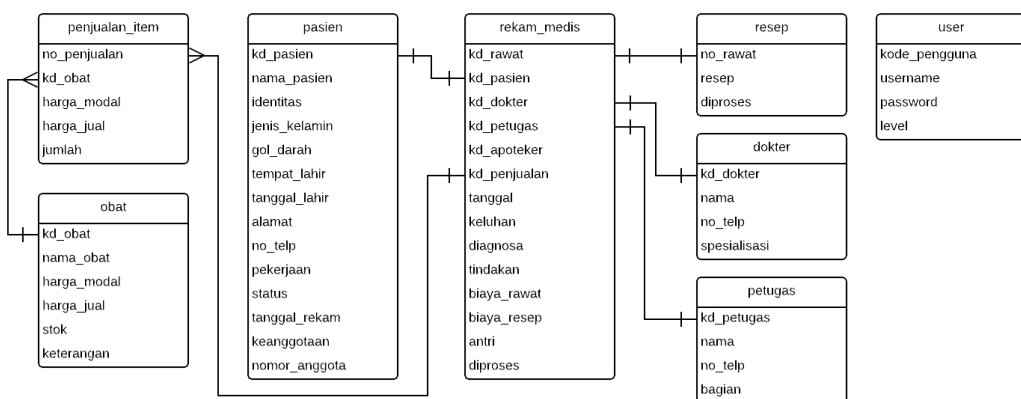 penjualan_item
no_penjualan
kd_obat
harga_modal
harga_jual
jumlah
obat
kd_obat
nama_obat
harga_modal
harga_jual
stok
keterangan
pasien
kd_pasien
nama_pasien
identitas
jenis_kelamin
gol_darah
tempat_lahir
tanggal_lahir
alamat
no_telp
pekerjaan
status
tanggal_rekam
keanggotaan
nomor_anggota
rekam_medis
kd_rawat
kd_pasien
kd_dokter
kd_petugas
kd_apoteker
kd_penjualan
tanggal
keluhan
diagnosa
tindakan
biaya_rawat
biaya_resep
antri
diproses
resep
no_rawat
resep
diproses
dokter
kd_dokter
nama
no_telp
spesialisasi
petugas
kd_petugas
nama
no_telp
bagian
user
kode_pengguna
username
password
level